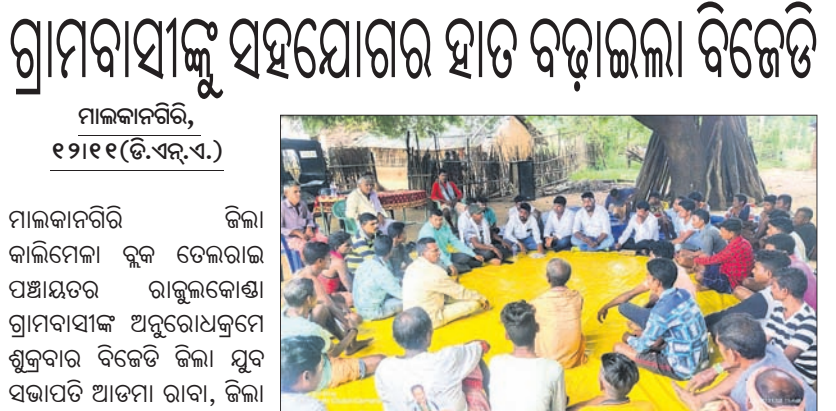 ଗ୍ରାମବାସୀଙ୍କୁ ସହଯୋଗର ହାତ ବଢ଼ାଇଲା ବିଜେଡି
ମାଲକାନଗିରି,
୧୨।୧୧(ଡି.ଏନ୍.ଏ.)
ମାଲକାନଗିରି ଜିଲା
କାଲିମେଳା ବ୍ଲକ ତେଲରାଇ
ପଞ୍ଚାୟତର ରାକୁଲକୋଣ୍ଡା
ଗ୍ରାମବାସୀଙ୍କ ଅନୁରୋଧକ୍ରମେ
ଶୁକ୍ରବାର ବିଜେଡି ଜିଲା ଯୁବ
ସଭାପତି ଆଡମା ରାବା, ଜିଲା